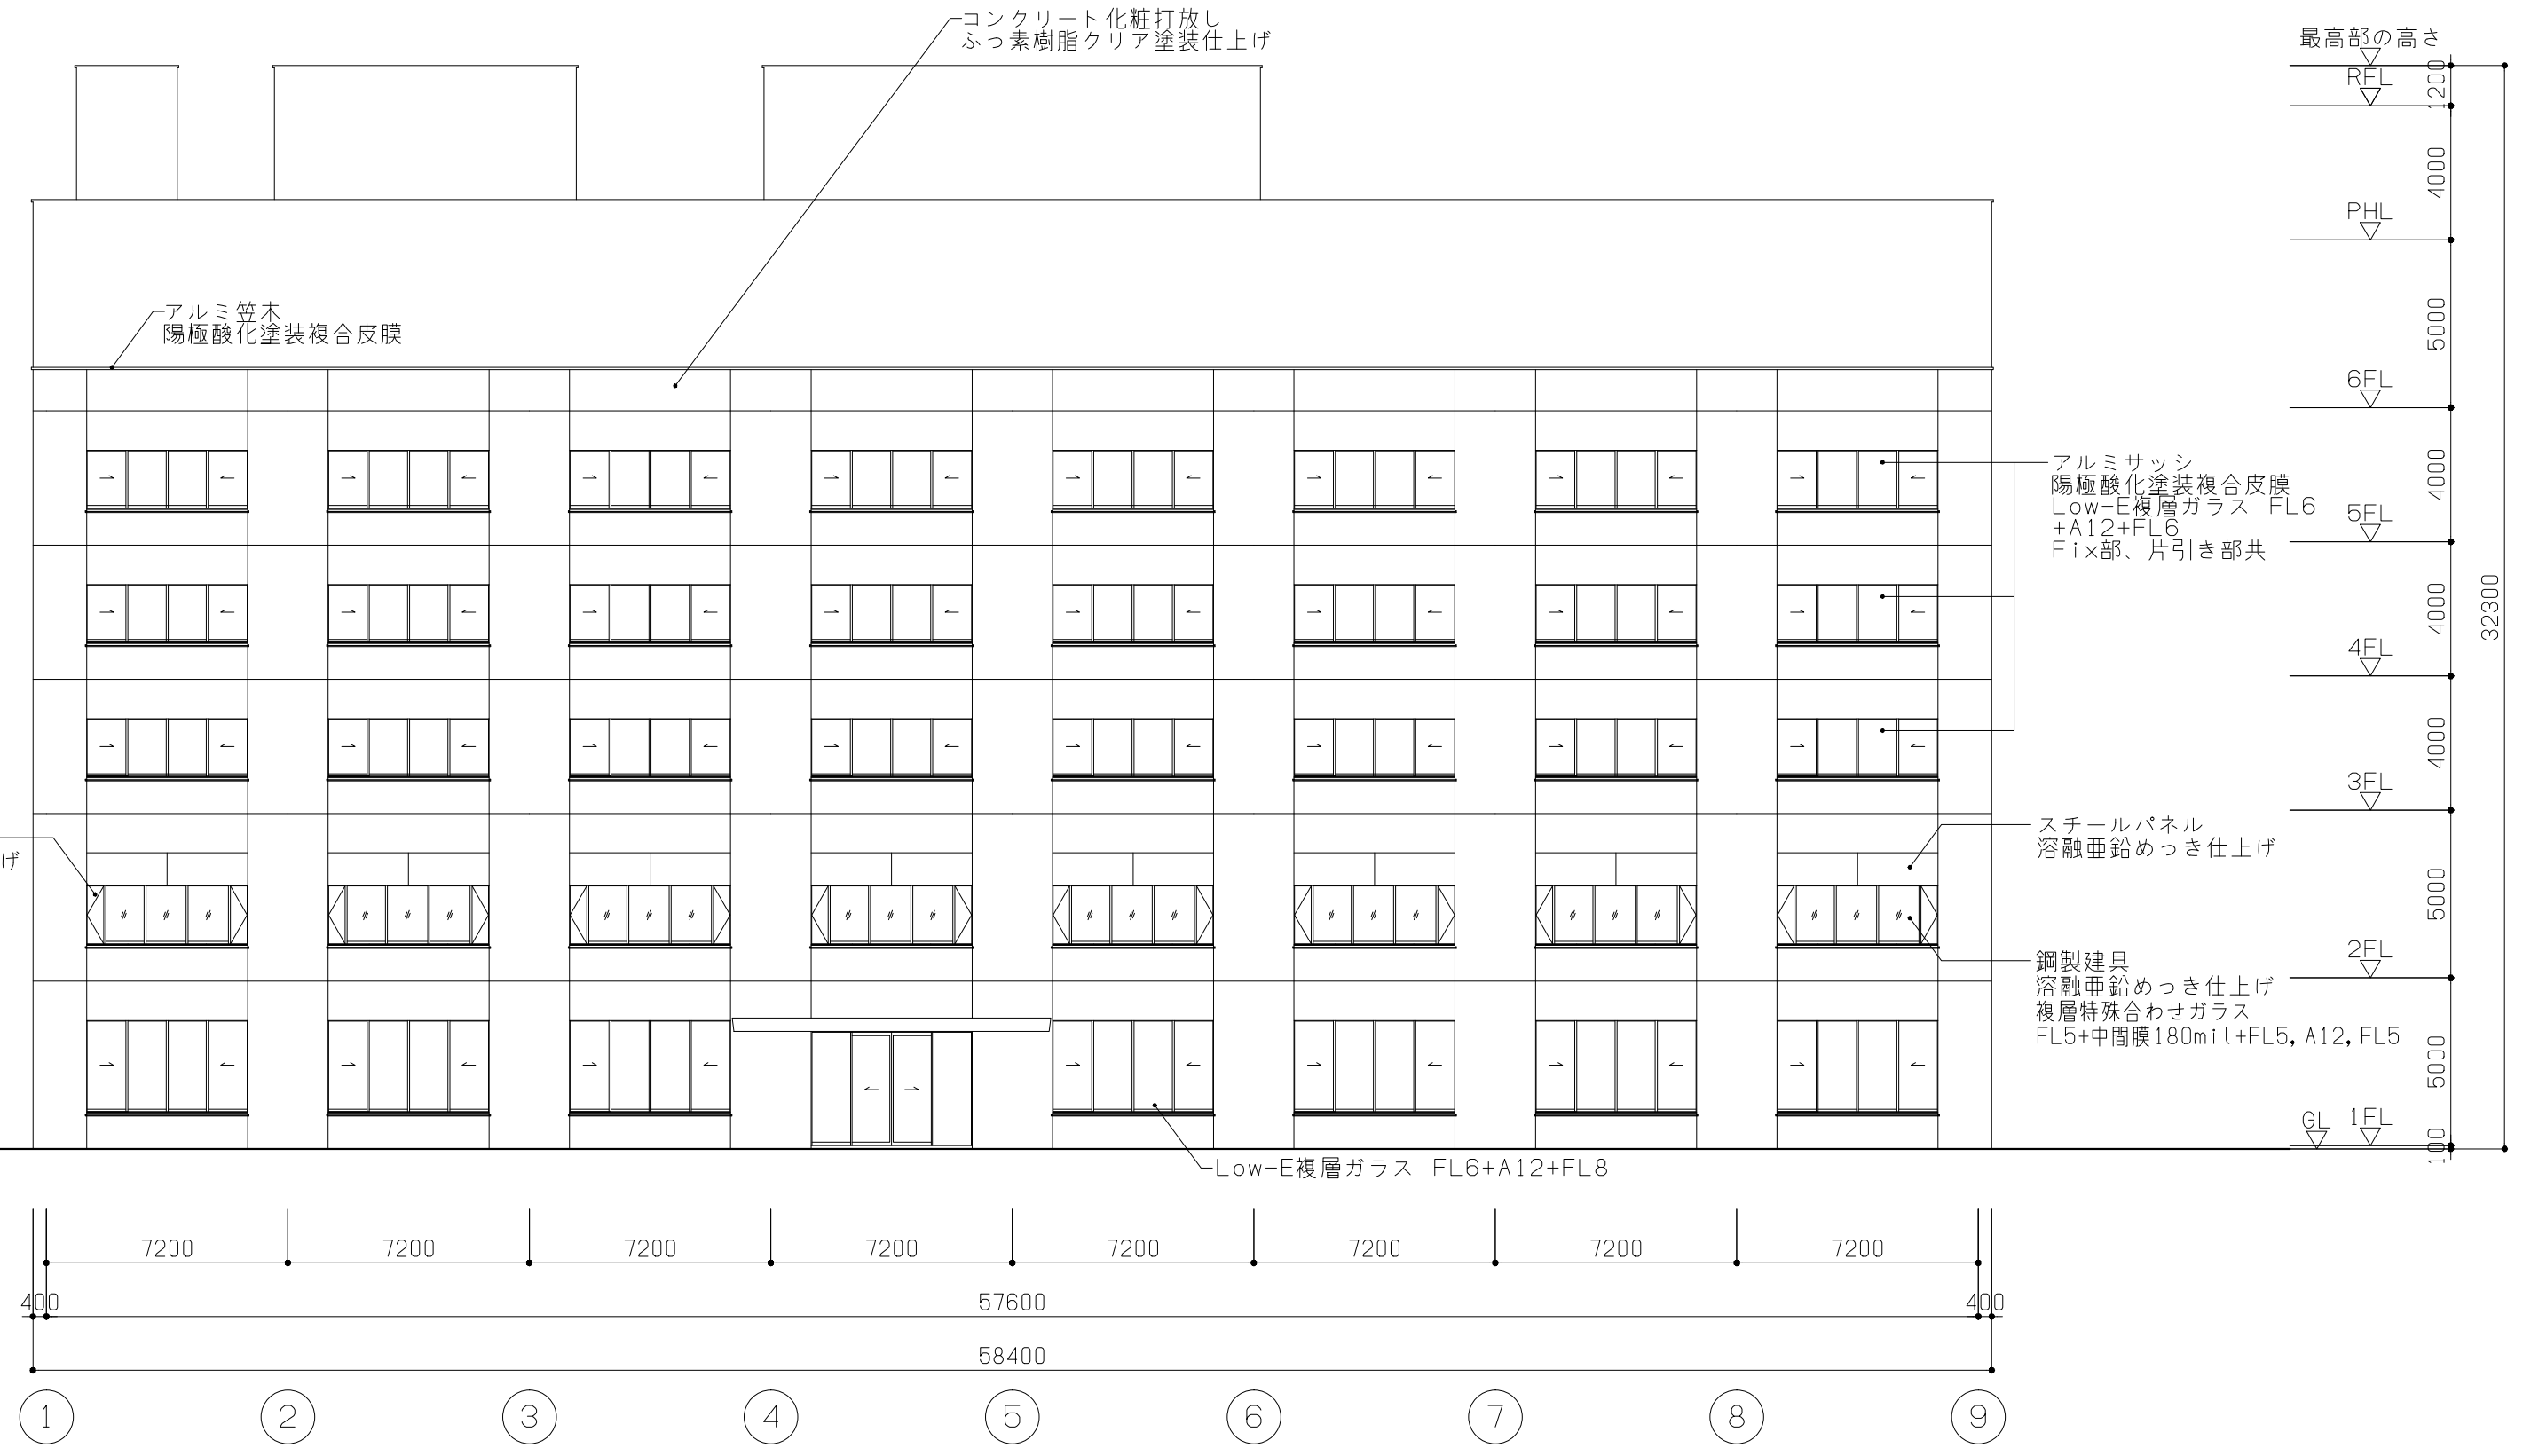 コンクリート化粧打放し
ふっ素樹脂クリア塗装仕上げ
最高部の高さ
1200
RFL
4000
PHL
5000
アルミ笠木
陽極酸化塗装複合皮膜
6FL
4000
アルミサッシ
陽極酸化塗装複合皮膜
Low-E複層ガラス FL6
+A12+FL6
Fix部、片引き部共
5FL
4000
32300
4FL
4000
3FL
スチールパネル
溶融亜鉛めっき仕上げ
げ
5000
2FL
鋼製建具
溶融亜鉛めっき仕上げ
複層特殊合わせガラス
FL5+中間膜180mil+FL5, A12, FL5
5000
GL 1FL
100
Low-E複層ガラス FL6+A12+FL8
7200 7200 7200 7200 7200 7200 7200 7200
400 57600 400
58400
1 2 3 4 5 6 7 8 9